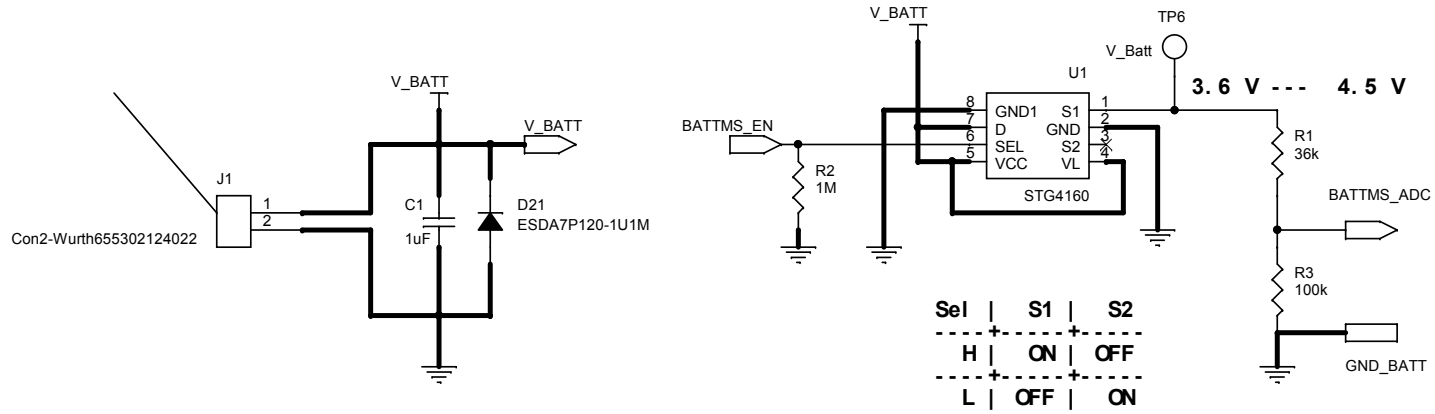 J1
1
2
Con2-Wurth655302124022
V_BATT
V_BATT
C1
1uF
D21
ESDA7P120-1U1M
V_BATT
BATTMS_EN
R2
1M
U1
8 GND1 S1 1
7 D GND 2
6 SEL S2 3
5 VCC VL 4
STG4160
TP6
V_Batt
3.6 V --- 4.5 V
R1
36k
BATTMS_ADC
R3
100k
GND_BATT
Sel | S1 | S2
-----+-----+-----
H | ON | OFF
-----+-----+-----
L | OFF | ON